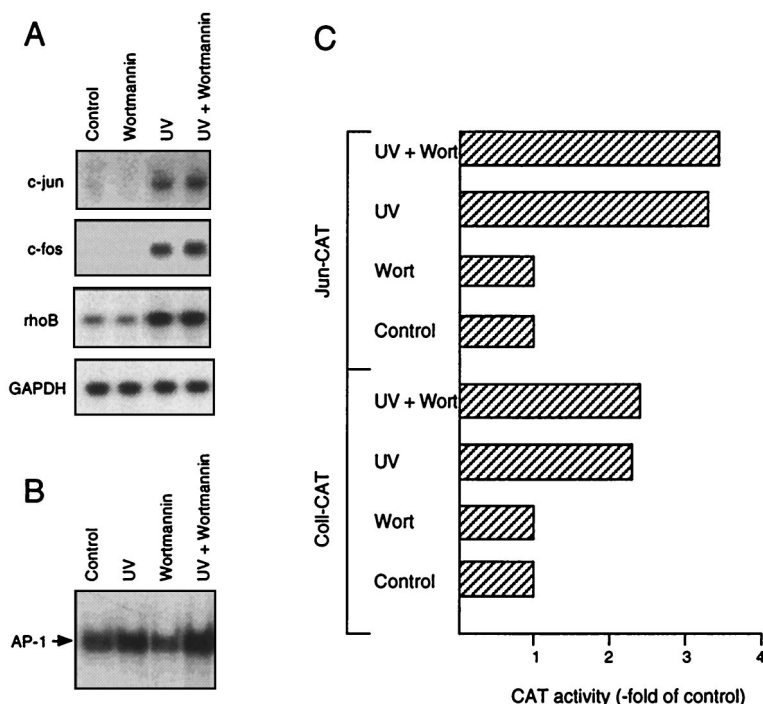 A
Control
Wortmannin
UV
UV + Wortmannin
c-jun
c-fos
rhoB
GAPDH
B
Control
UV
Wortmannin
UV + Wortmannin
AP-1
C
Jun-CAT
UV + Wort
UV
Wort
Control
Coll-CAT
UV + Wort
UV
Wort
Control
1 2 3 4
CAT activity (-fold of control)